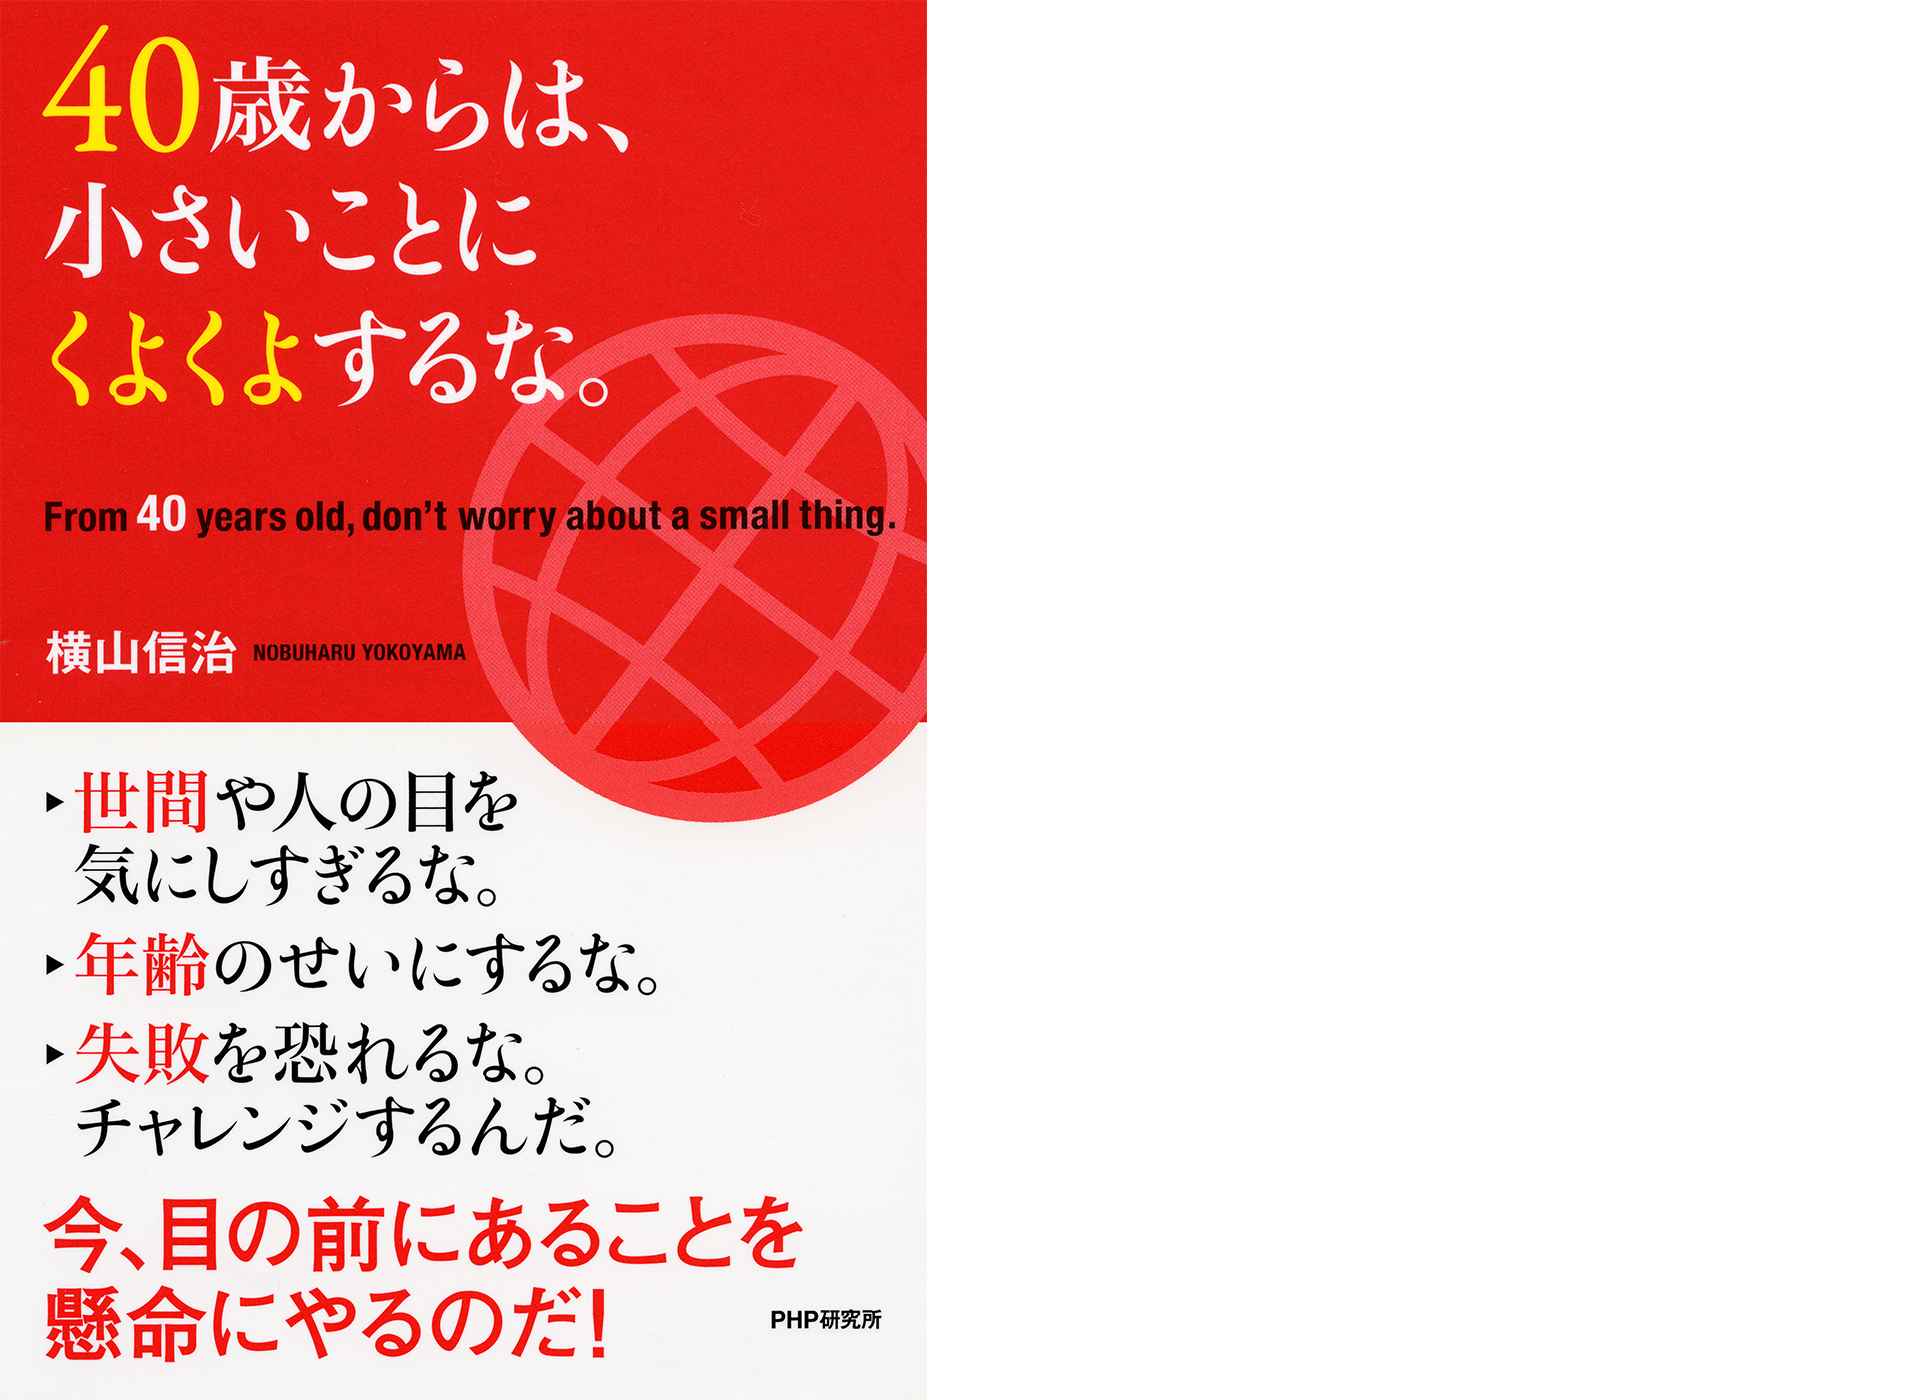 40歳からは、
小さいことに
くよくよするな。
From 40 years old, don't worry about a small thing.
横山信治 NOBUHARU YOKOYAMA
▶世間や人の目を
気にしすぎるな。
▶年齢のせいにするな。
▶失敗を恐れるな。
チャレンジするんだ。
今、目の前にあることを
懸命にやるのだ!
PHP研究所